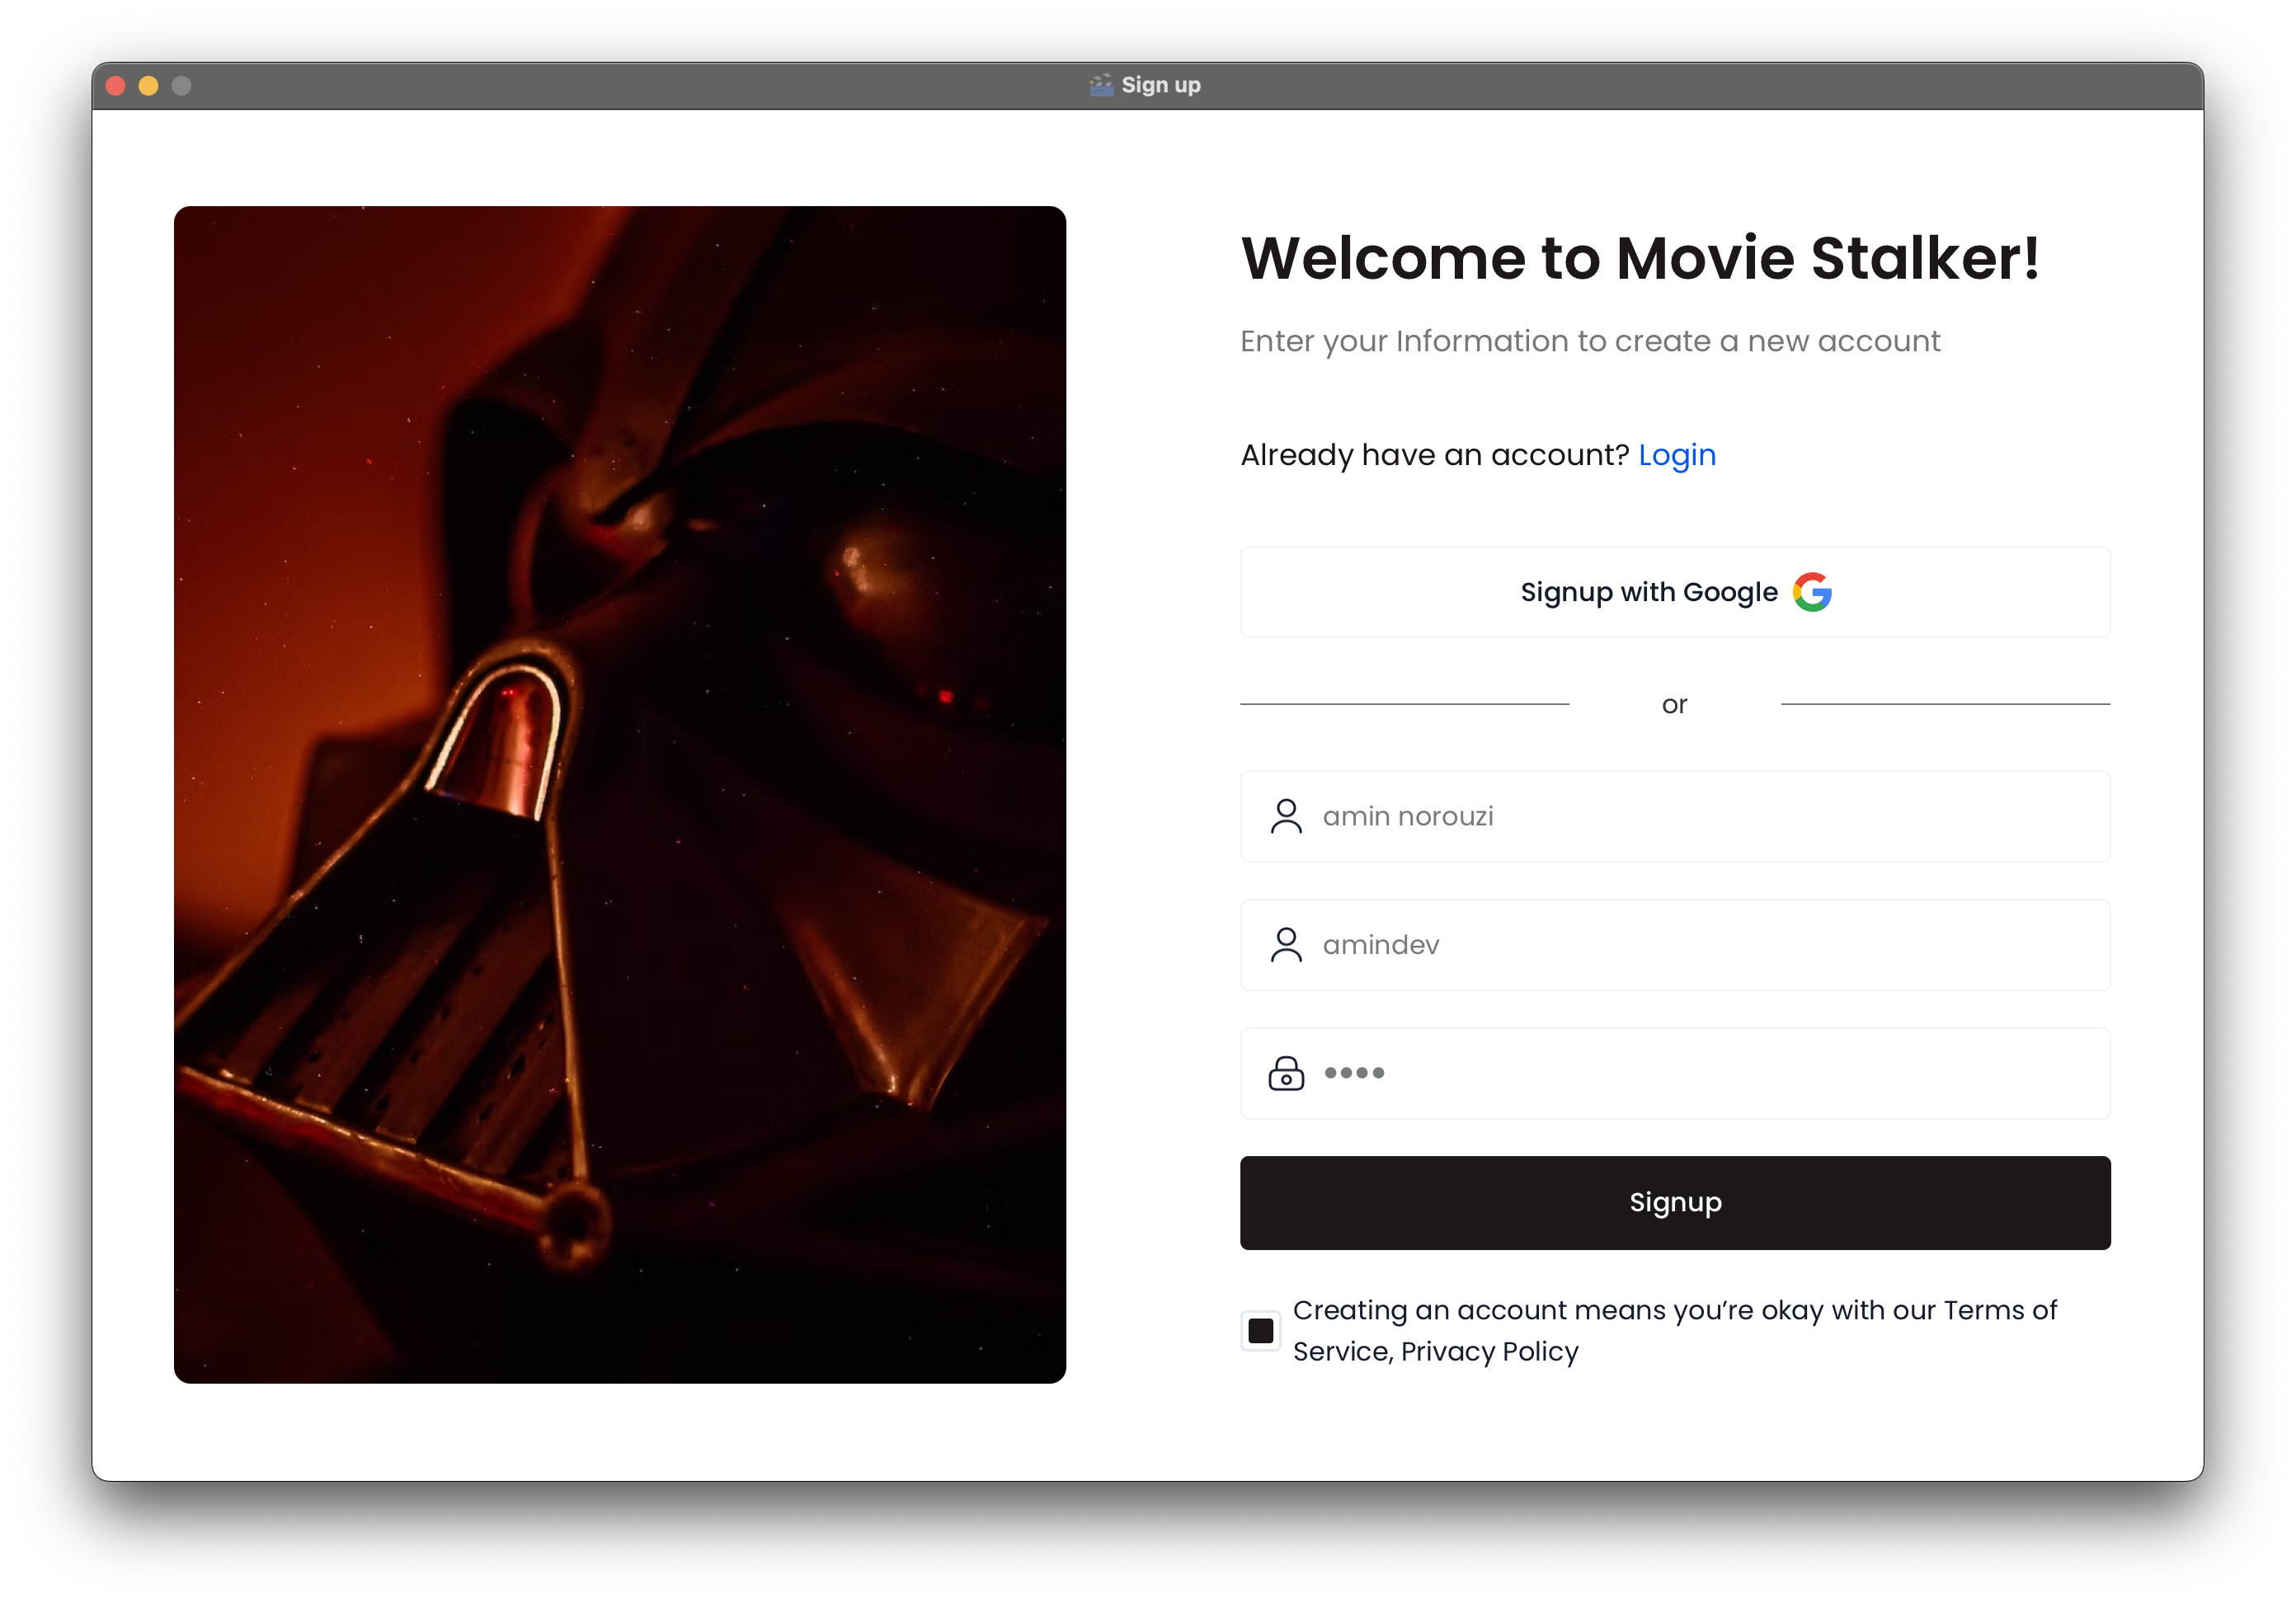 Sign up
Welcome to Movie Stalker!
Enter your Information to create a new account
Already have an account? Login
Signup with Google
or
amin norouzi
amindev
••••
Signup
Creating an account means you’re okay with our Terms of
Service, Privacy Policy